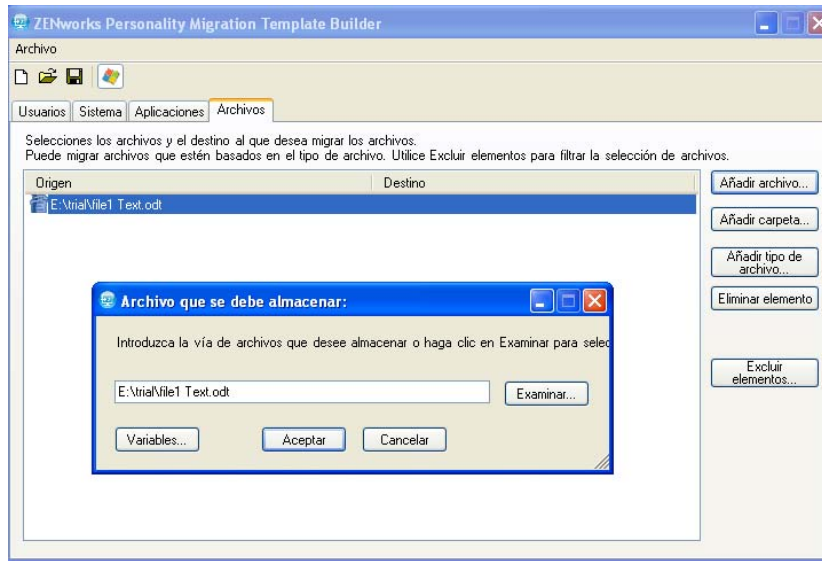 ZENworks Personality Migration Template Builder
Archivo
Usuarios Sistema Aplicaciones Archivos
Selecciones los archivos y el destino al que desea migrar los archivos.
Puede migrar archivos que estén basados en el tipo de archivo. Utilice Excluir elementos para filtrar la selección de archivos.
Origen Destino
E:\trial\file1 Text.odt
Añadir archivo...
Añadir carpeta...
Añadir tipo de
archivo...
Eliminar elemento
Excluir
elementos...
Archivo que se debe almacenar:
Introduzca la vía de archivos que desee almacenar o haga clic en Examinar para selec
E:\trial\file1 Text.odt
Examinar...
Variables... Aceptar Cancelar